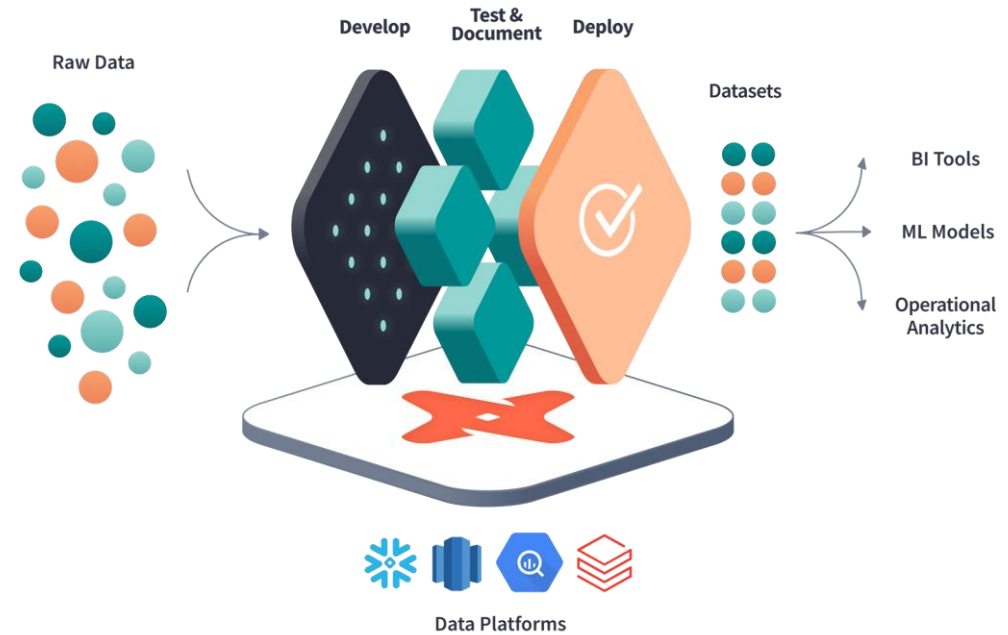 Raw Data
Develop
Test &
Document
Deploy
Datasets
BI Tools
ML Models
Operational
Analytics
Data Platforms